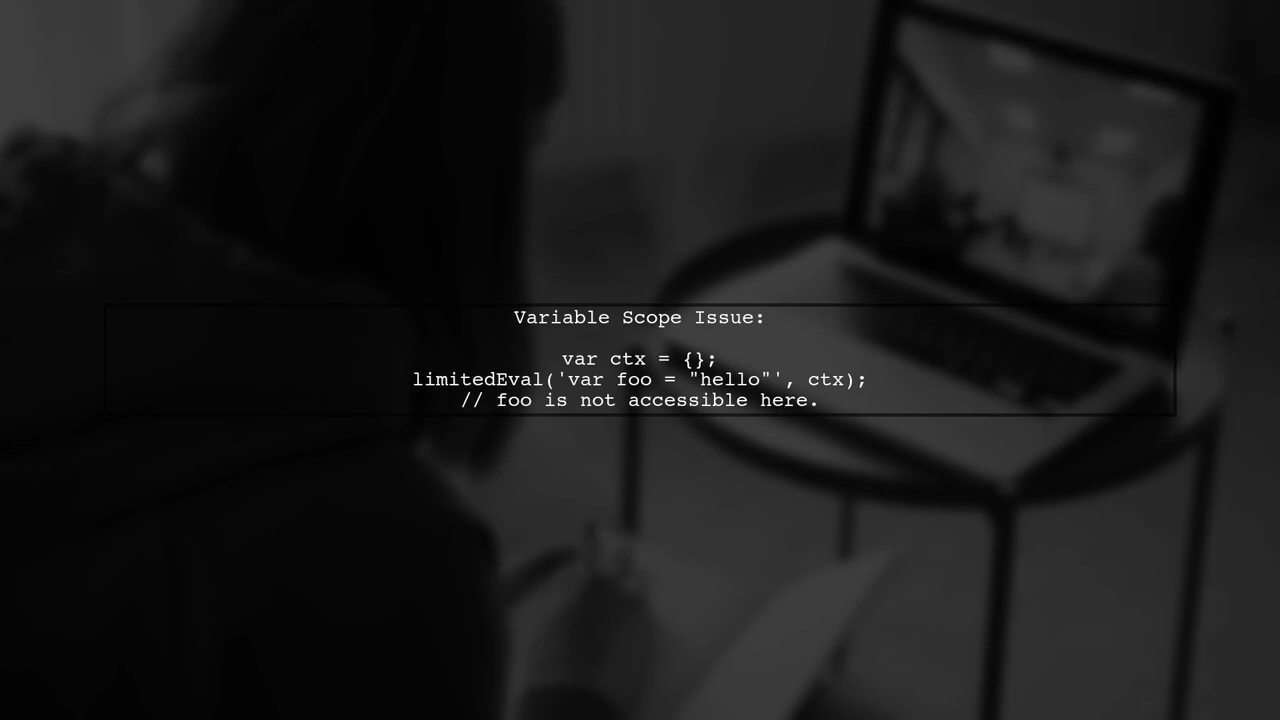 Variable Scope Issue:
var ctx = {};
limitedEval('var foo = "hello"', ctx);
// foo is not accessible here.